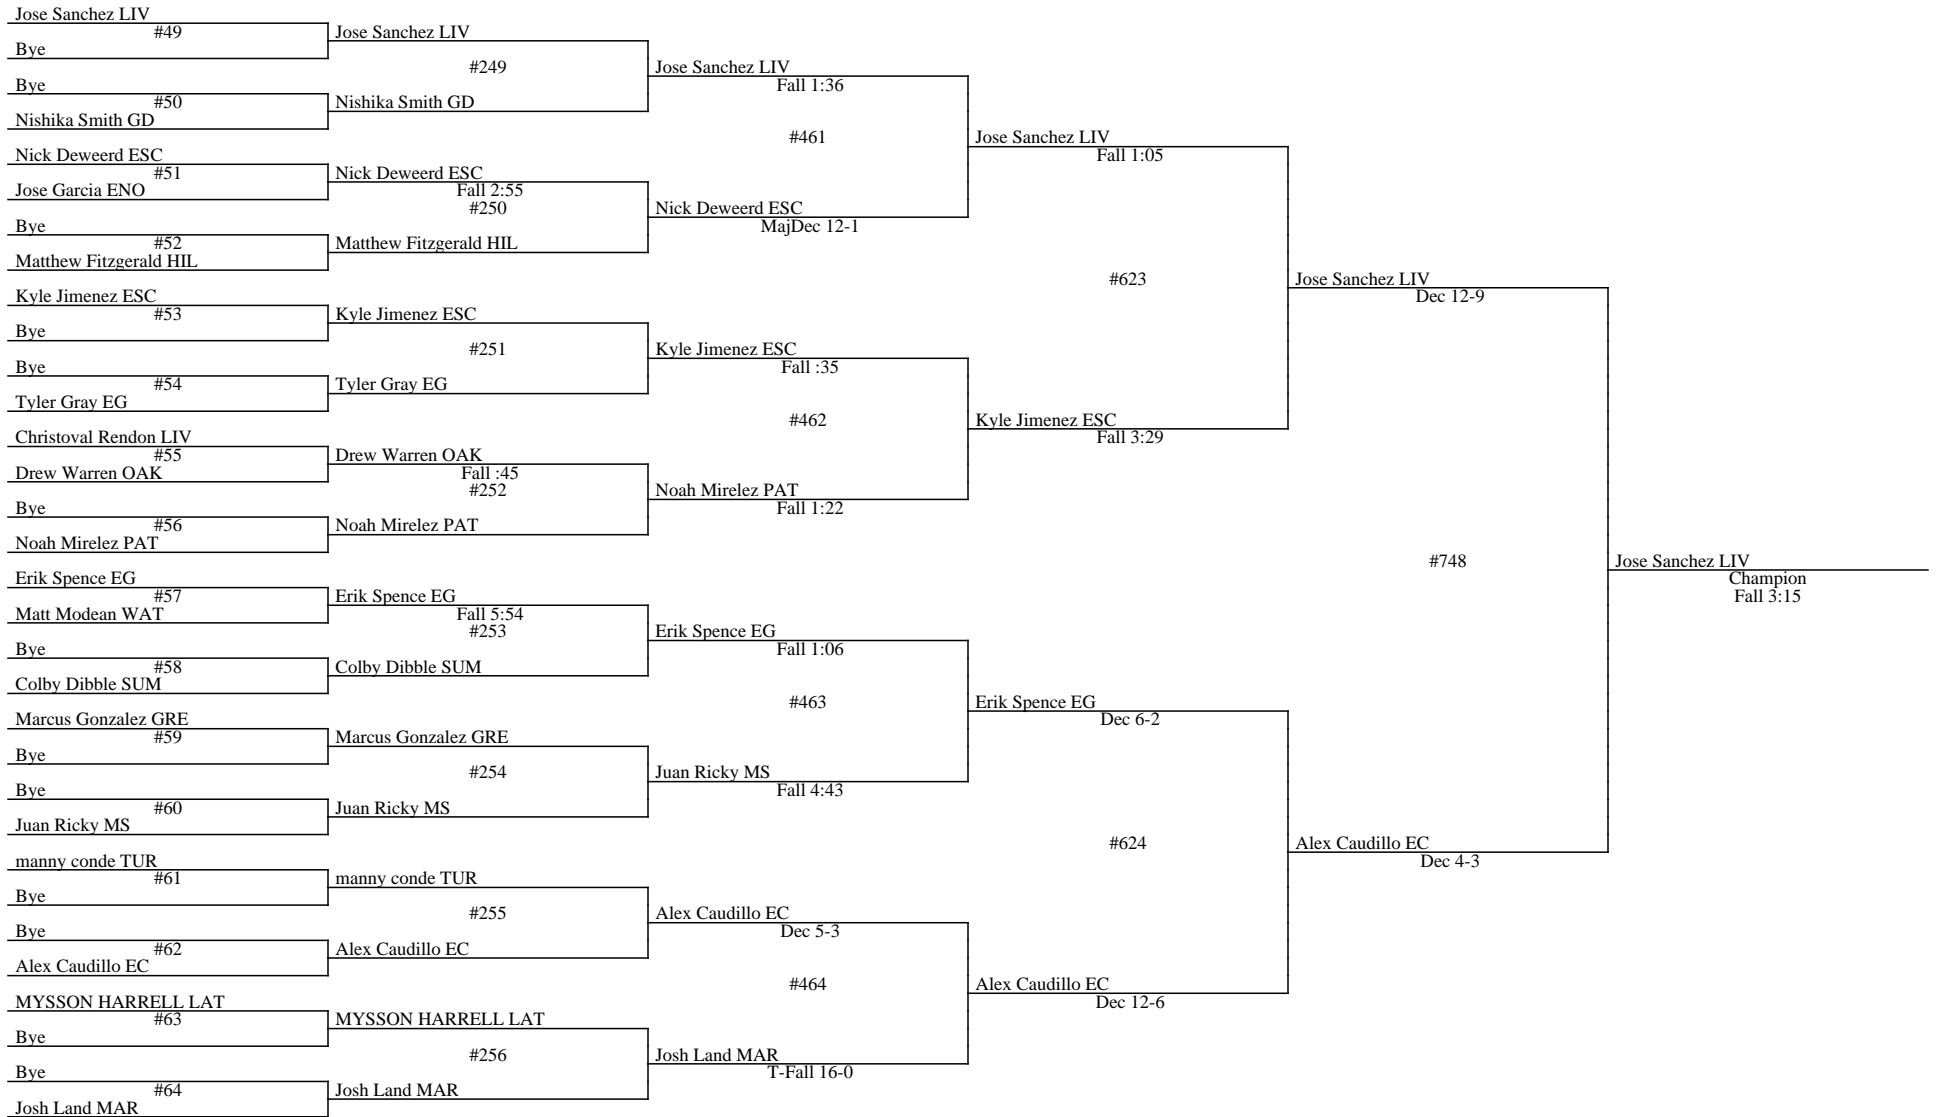 Jose Sanchez LIV
#49
Bye
Bye
#50
Nishika Smith GD
Nick Deweerd ESC
#51
Jose Garcia ENO
Bye
#52
Matthew Fitzgerald HIL
Kyle Jimenez ESC
#53
Bye
Bye
#54
Tyler Gray EG
Christoval Rendon LIV
#55
Drew Warren OAK
Bye
#56
Noah Mirelez PAT
Erik Spence EG
#57
Matt Modean WAT
Bye
#58
Colby Dibble SUM
Marcus Gonzalez GRE
#59
Bye
Bye
#60
Juan Ricky MS
manny conde TUR
#61
Bye
Bye
#62
Alex Caudillo EC
MYSSON HARRELL LAT
#63
Bye
Bye
#64
Josh Land MAR
Jose Sanchez LIV
#249
Nishika Smith GD
Nick Deweerd ESC
Fall 2:55
#250
Matthew Fitzgerald HIL
Kyle Jimenez ESC
#251
Tyler Gray EG
Drew Warren OAK
Fall :45
#252
Noah Mirelez PAT
Erik Spence EG
Fall 5:54
#253
Colby Dibble SUM
Marcus Gonzalez GRE
#254
Juan Ricky MS
manny conde TUR
#255
Alex Caudillo EC
MYSSON HARRELL LAT
#256
Josh Land MAR
Jose Sanchez LIV
Fall 1:36
#461
Nick Deweerd ESC
MajDec 12-1
Kyle Jimenez ESC
Fall :35
#462
Noah Mirelez PAT
Fall 1:22
Erik Spence EG
Fall 1:06
#463
Juan Ricky MS
Fall 4:43
Alex Caudillo EC
Dec 5-3
#464
Josh Land MAR
T-Fall 16-0
Jose Sanchez LIV
Fall 1:05
#623
Kyle Jimenez ESC
Fall 3:29
Erik Spence EG
Dec 6-2
#624
Alex Caudillo EC
Dec 12-6
Jose Sanchez LIV
Dec 12-9
#748
Alex Caudillo EC
Dec 4-3
Jose Sanchez LIV
Champion
Fall 3:15